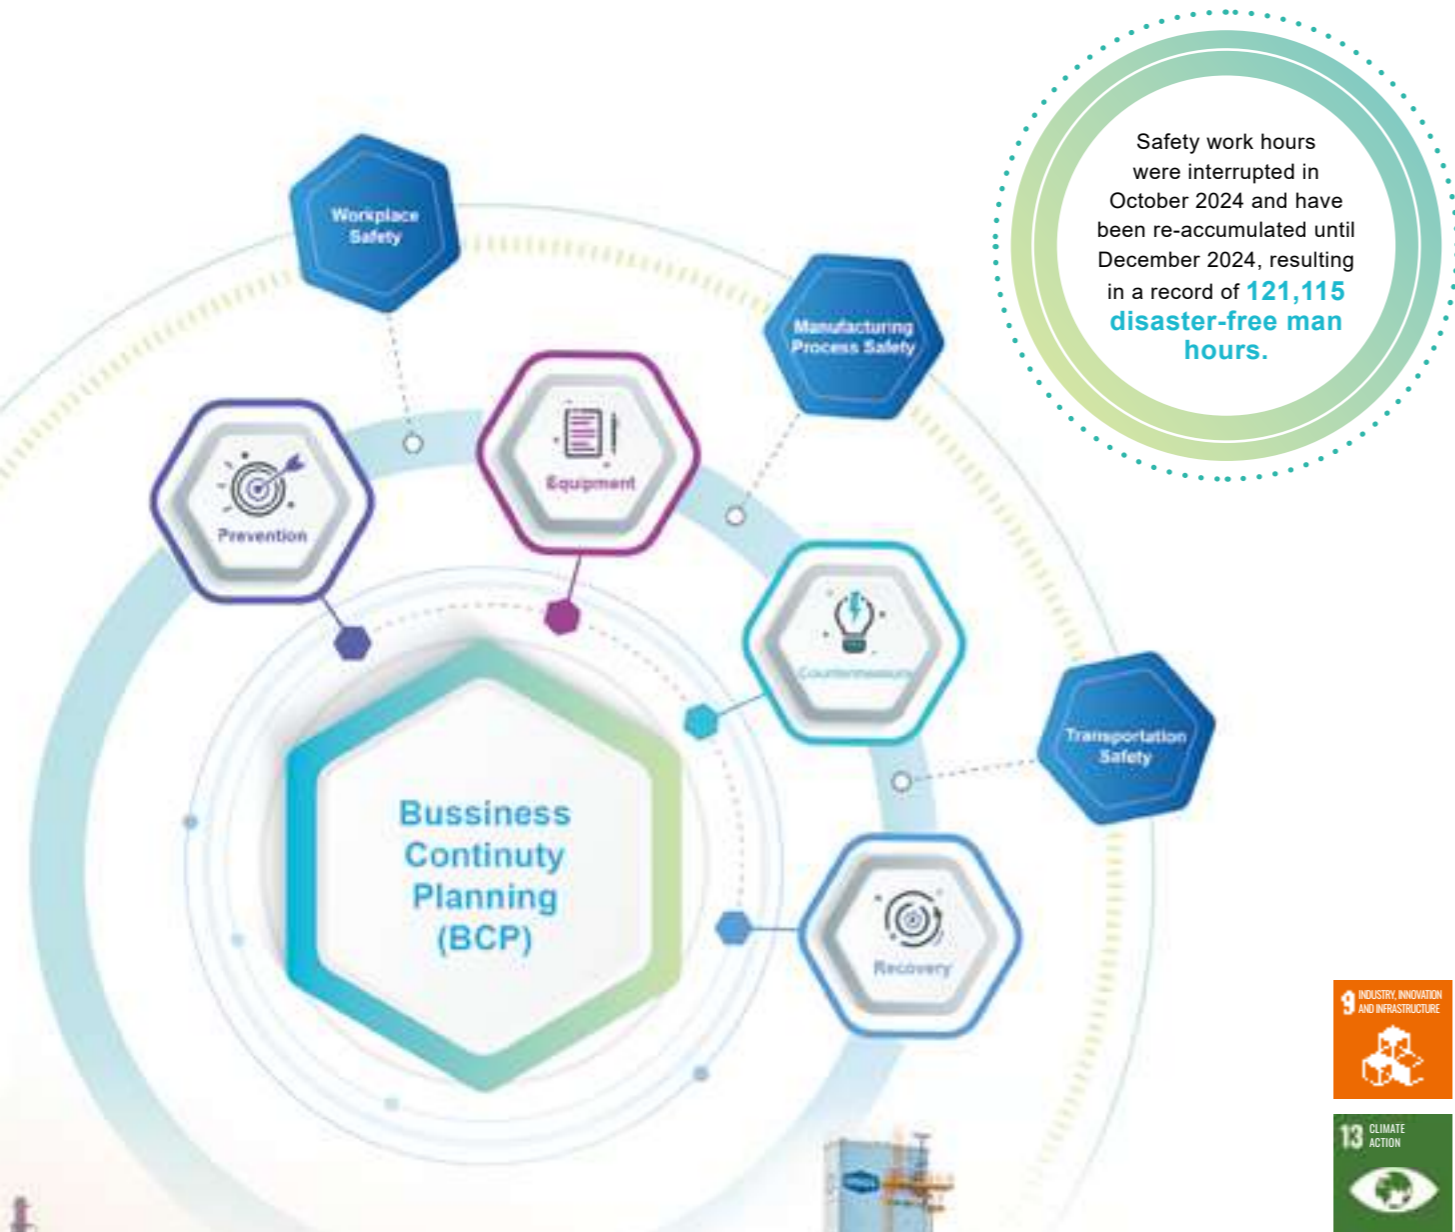 Safety work hours
were interrupted in
October 2024 and have
been re-accumulated until
December 2024, resulting
in a record of 121,115
disaster-free man
hours.
Workplace
Safety
Manufacturing
Process Safety
Equipment
Prevention
Countermeasure
Transportation
Safety
Bussiness
Continuty
Planning
(BCP)
Recovery
9 INDUSTRY, INNOVATION
AND INFRASTRUCTURE
13 CLIMATE
ACTION